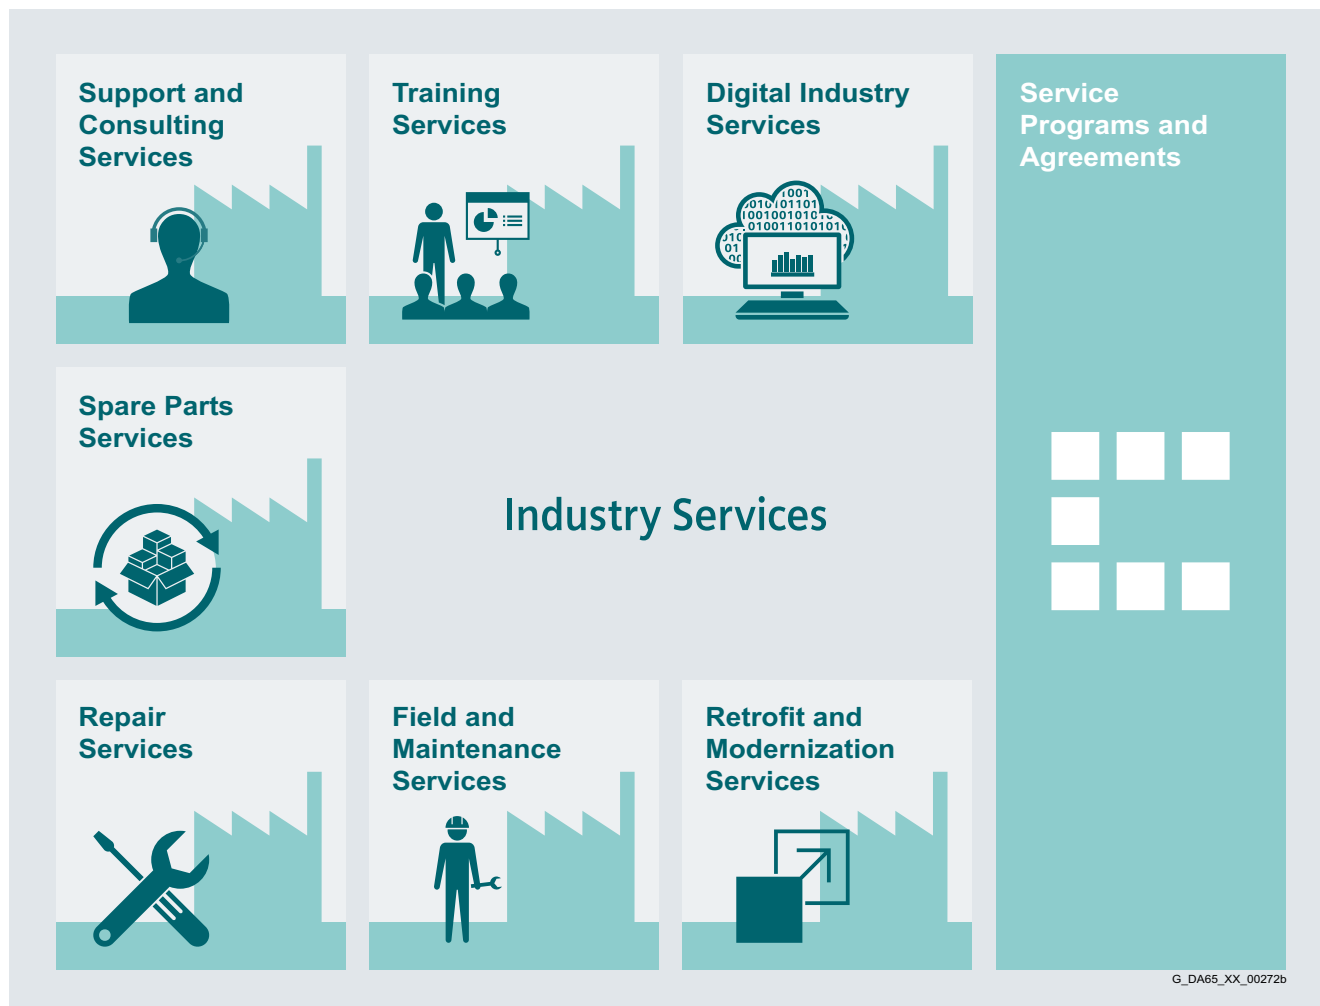 Support and
Consulting
Services
Training
Services
Digital Industry
Services
Service
Programs and
Agreements
Spare Parts
Services
Industry Services
Repair
Services
Field and
Maintenance
Services
Retrofit and
Modernization
Services
G_DA65_XX_00272b